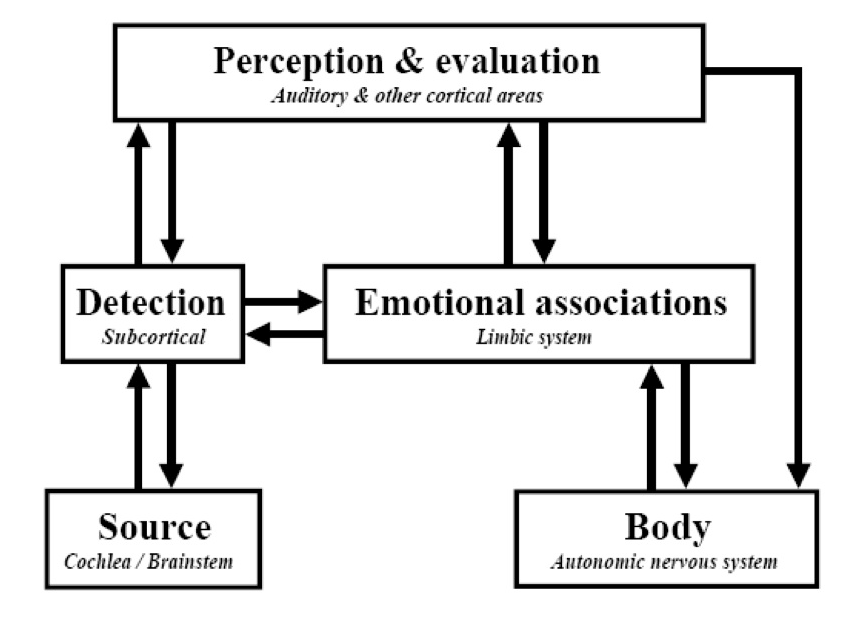 Perception & evaluation
Auditory & other cortical areas
Detection
Subcortical
Emotional associations
Limbic system
Source
Cochlea / Brainstem
Body
Autonomic nervous system